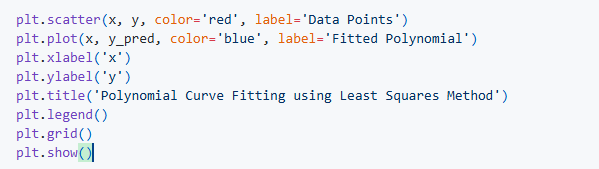 plt.scatter(x, y, color='red', label='Data Points')
plt.plot(x, y_pred, color='blue', label='Fitted Polynomial')
plt.xlabel('x')
plt.ylabel('y')
plt.title('Polynomial Curve Fitting using Least Squares Method')
plt.legend()
plt.grid()
plt.show()